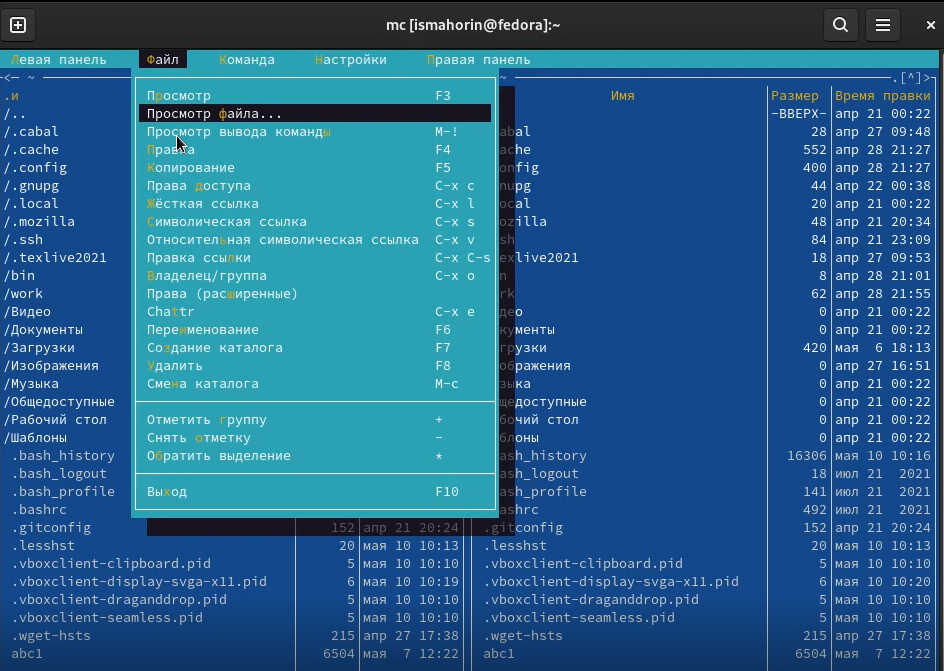 mc [ismahorin@fedora]:~
Левая панель Файл Команда Настройки Правая панель
<— ~ ~ .[^]>
.и Просмотр F3 Имя Размер Время правки
/.. Просмотр файла... -ВВЕРХ- апр 21 00:22
/.cabal Просмотр вывода команды M-! abal 28 апр 27 09:48
/.cache Правка F4 ache 552 апр 28 21:27
/.config Копирование F5 onfig 400 апр 28 21:27
/.gnupg Права доступа C-x c nupg 44 апр 22 00:38
/.local Жёсткая ссылка C-x l ocal 20 апр 21 00:22
/.mozilla Символическая ссылка C-x s ozilla 48 апр 21 20:34
/.ssh Относительная символическая ссылка C-x v sh 84 апр 21 23:09
/.texlive2021 Правка ссылки C-x C-s exlive2021 18 апр 27 09:53
/bin Владелец/группа C-x o n 8 апр 28 21:01
/work Права (расширенные) rk 62 апр 28 21:55
/Видео Chattr C-x e део 0 апр 21 00:22
/Документы Переименование F6 кументы 0 апр 21 00:22
/Загрузки Создание каталога F7 грузки 420 мая 6 18:13
/Изображения Удалить F8 ображения 0 апр 27 16:51
/Музыка Смена каталога M-c зыка 0 апр 21 00:22
/Общедоступные щедоступные 0 апр 21 00:22
/Рабочий стол Отметить группу + бочий стол 0 апр 21 00:22
/Шаблоны Снять отметку - блоны 0 апр 21 00:22
.bash_history Обратить выделение * ash_history 16306 мая 10 10:16
.bash_logout ash_logout 18 июл 21 2021
.bash_profile Выход F10 ash_profile 141 июл 21 2021
.bashrc ashrc 492 июл 21 2021
.gitconfig 152 апр 21 20:24 .gitconfig 152 апр 21 20:24
.lesshst 20 мая 10 10:13 .lesshst 20 мая 10 10:13
.vboxclient-clipboard.pid 5 мая 10 10:10 .vboxclient-clipboard.pid 5 мая 10 10:10
.vboxclient-display-svga-x11.pid 6 мая 10 10:19 .vboxclient-display-svga-x11.pid 6 мая 10 10:20
.vboxclient-draganddrop.pid 5 мая 10 10:10 .vboxclient-draganddrop.pid 5 мая 10 10:10
.vboxclient-seamless.pid 5 мая 10 10:10 .vboxclient-seamless.pid 5 мая 10 10:10
.wget-hsts 215 апр 27 17:38 .wget-hsts 215 апр 27 17:38
abc1 6504 мая 7 12:22 abc1 6504 мая 7 12:22